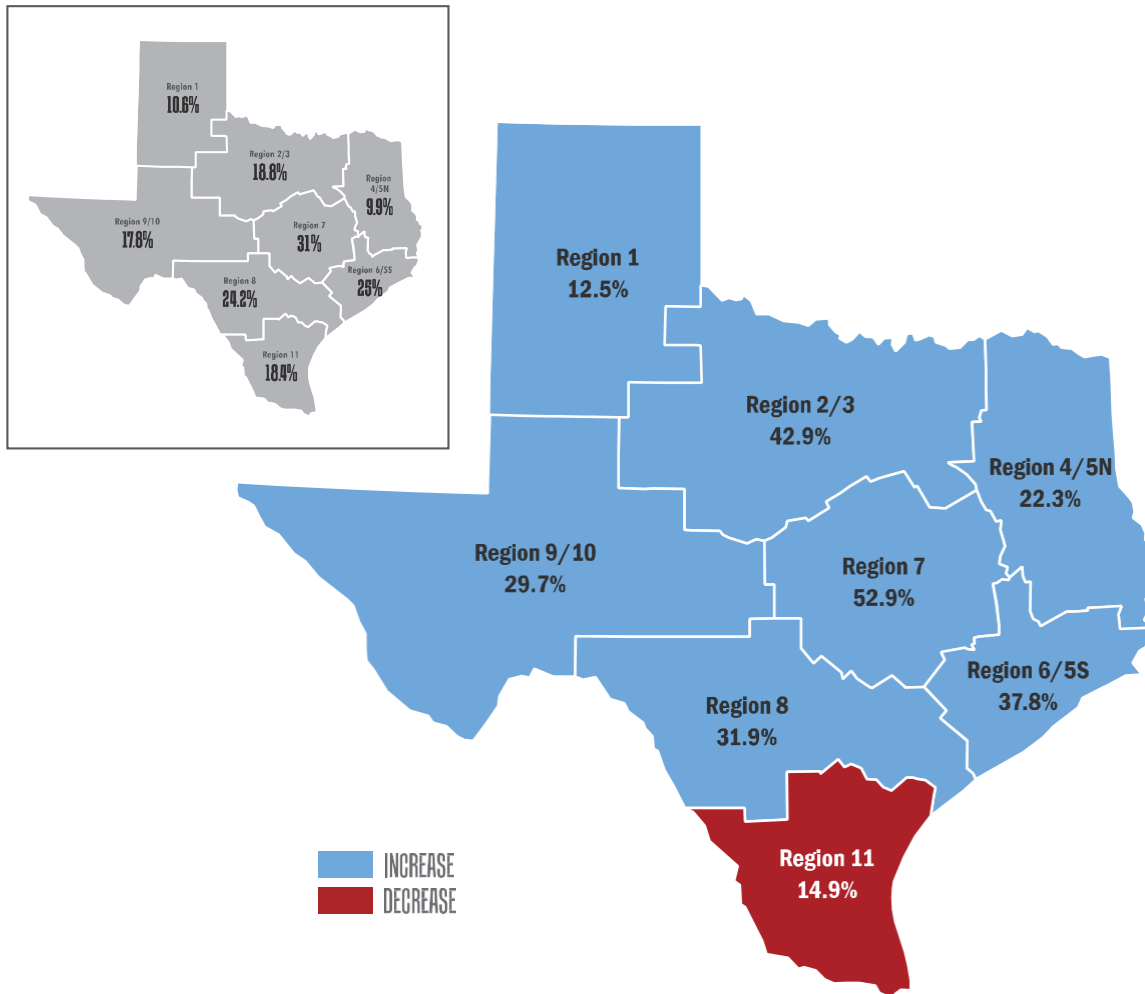 Region 1
10.6%
Region 2/3
18.8%
Region
4/5N
9.9%
Region 9/10
17.8%
Region 7
31%
Region 6/5S
25%
Region 8
24.2%
Region 11
18.4%
Region 1
12.5%
Region 2/3
42.9%
Region 4/5N
22.3%
Region 9/10
29.7%
Region 7
52.9%
Region 6/5S
37.8%
Region 8
31.9%
Region 11
14.9%
INCREASE
DECREASE